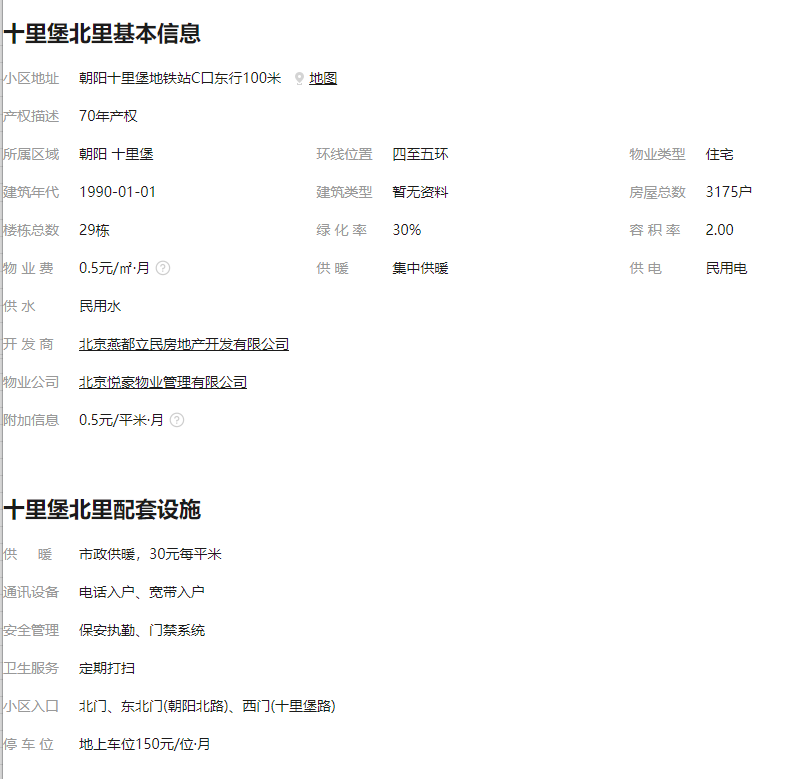 十里堡北里基本信息
小区地址 朝阳十里堡地铁站C口东行100米 地图
产权描述 70年产权
所属区域 朝阳 十里堡 环线位置 四至五环 物业类型 住宅
建筑年代 1990-01-01 建筑类型 暂无资料 房屋总数 3175户
楼栋总数 29栋 绿 化 率 30% 容 积 率 2.00
物 业 费 0.5元/㎡·月 ? 供 暖 集中供暖 供 电 民用电
供 水 民用水
开 发 商 北京燕都立民房地产开发有限公司
物业公司 北京悦豪物业管理有限公司
附加信息 0.5元/平米·月 ?
十里堡北里配套设施
供 暖 市政供暖，30元每平米
通讯设备 电话入户、宽带入户
安全管理 保安执勤、门禁系统
卫生服务 定期打扫
小区入口 北门、东北门(朝阳北路)、西门(十里堡路)
停 车 位 地上车位150元/位·月